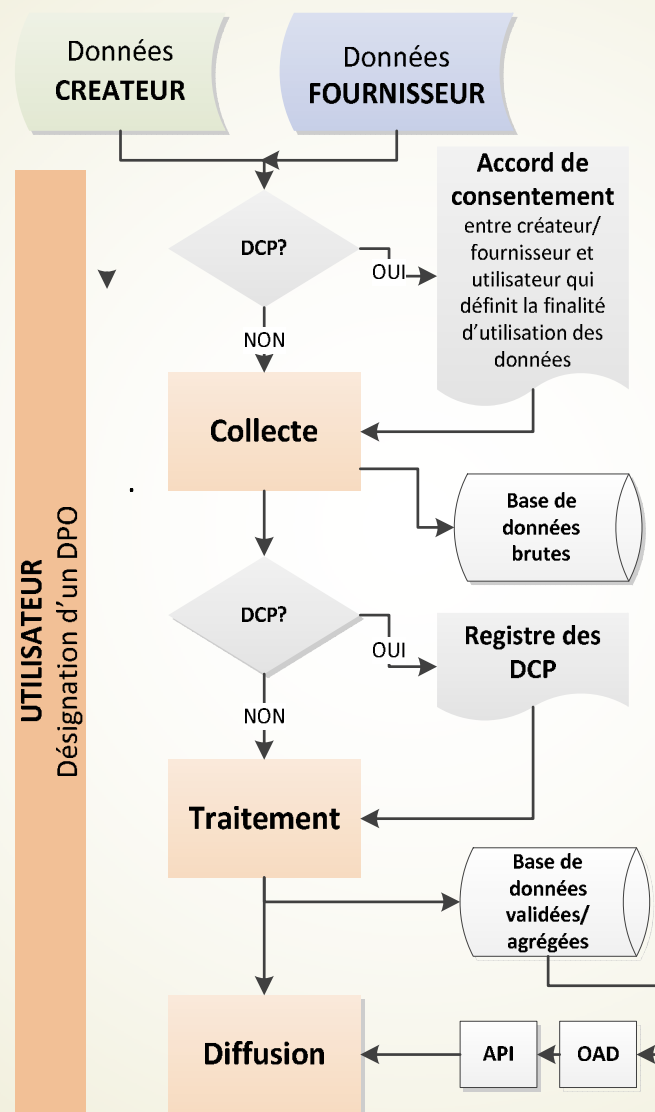 Données
CREATEUR
Données
FOURNISSEUR
Accord de
consentement
entre créateur/
fournisseur et
utilisateur qui
définit la finalité
d'utilisation des
données
DCP?
OUI
NON
Collecte
Base de
données
brutes
UTILISATEUR
Désignation d'un DPO
DCP?
OUI
Registre des
DCP
NON
Traitement
Base de
données
validées/
agrégées
Diffusion
API
OAD